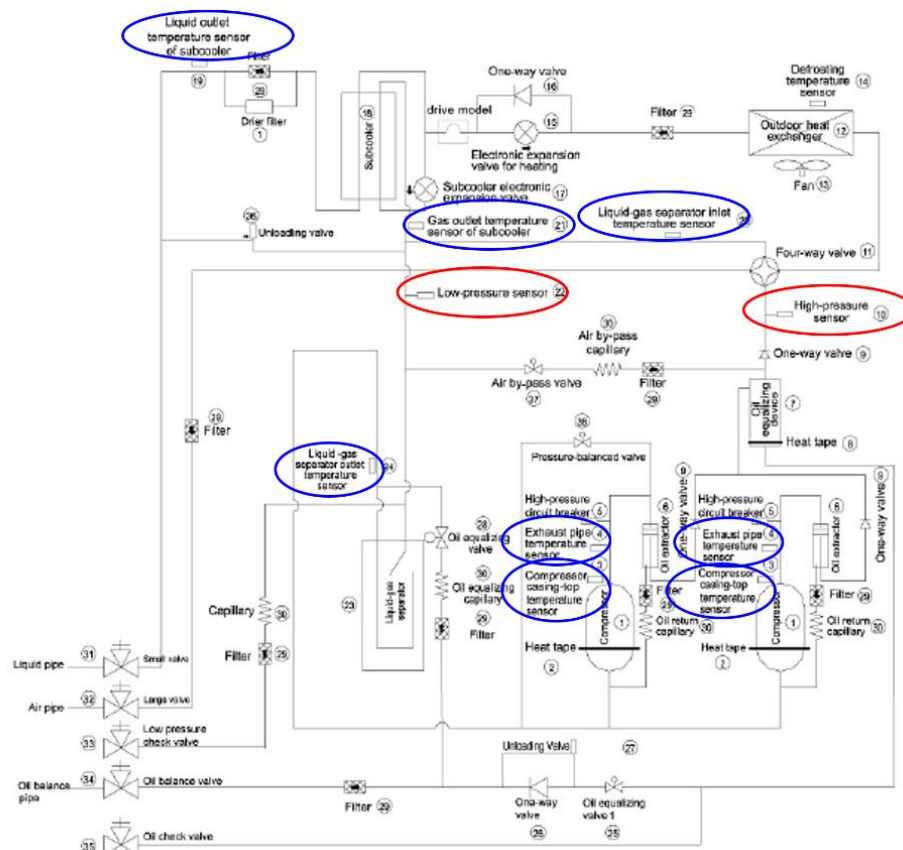 Liquid outlet
temperature sensor
of subcooler
19
Filter
29
Drier filter
1
One-way valve
16
drive model
15
Electronic expansion
valve for heating
Filter 29
Defrosting temperature
sensor
14
Outdoor heat
exchanger
12
Fan
13
18
Subcooler
Subcooler electronic
expansion valve
17
Gas outlet temperature
sensor of subcooler
21
Liquid-gas separator inlet
temperature sensor
Unloading valve
Four-way valve
11
Low-pressure sensor
22
High-pressure
sensor
10
One-way valve 9
30
Air by-pass
capillary
Air by-pass valve
37
Filter
29
Oil
equalizing
device
7
Heat tape
8
Filter
Liquid -gas
separator outlet
temperature
sensor
24
Pressure-balanced valve
High-pressure
circuit breaker
5
Exhaust pipe
temperature
sensor
4
Compressor
casing-top
temperature
sensor
3
6
Oil extractor
9
One-way valve
Filter
29
Oil return
capillary
30
Compressor
1
Heat tape
2
High-pressure
circuit breaker
5
Exhaust pipe
temperature
sensor
4
Compressor
casing-top
temperature
sensor
3
6
Oil extractor
9
One-way valve
Filter
29
Oil return
capillary
Compressor
1
Heat tape
28
Oil equalizing
valve
30
Oil equalizing
capillary
29
Filter
23
Liquid-gas
separator
Capillary
Filter
29
Liquid pipe
31
Small valve
Air pipe
32
Large valve
33
Low pressure
check valve
Oil balance
pipe
34
Oil balance valve
Filter
29
Unloading Valve
27
One-way
valve
26
Oil equalizing
valve 1
25
35
Oil check valve